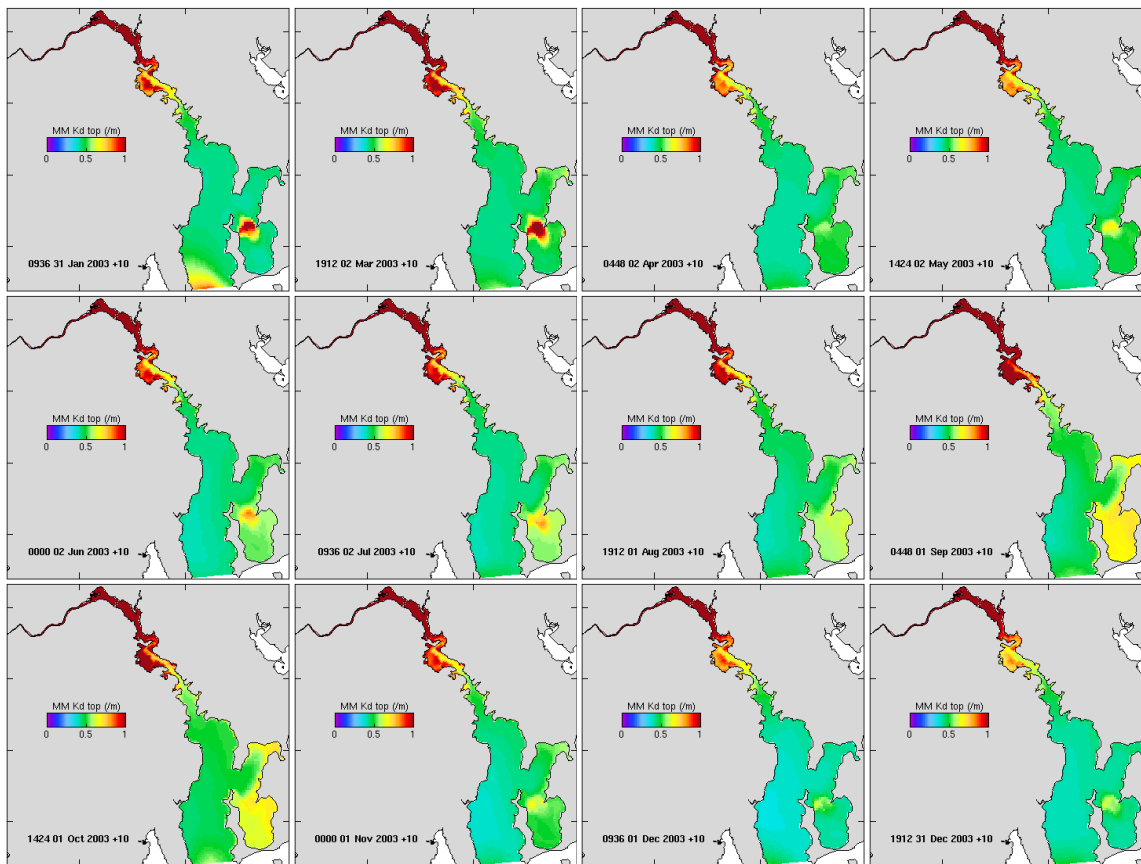 MM Kd top (/m)
0 0.5 1
0936 31 Jan 2003 +10
MM Kd top (/m)
0 0.5 1
1912 02 Mar 2003 +10
MM Kd top (/m)
0 0.5 1
0448 02 Apr 2003 +10
MM Kd top (/m)
0 0.5 1
1424 02 May 2003 +10
MM Kd top (/m)
0 0.5 1
0000 02 Jun 2003 +10
MM Kd top (/m)
0 0.5 1
0936 02 Jul 2003 +10
MM Kd top (/m)
0 0.5 1
1912 01 Aug 2003 +10
MM Kd top (/m)
0 0.5 1
0448 01 Sep 2003 +10
MM Kd top (/m)
0 0.5 1
1424 01 Oct 2003 +10
MM Kd top (/m)
0 0.5 1
0000 01 Nov 2003 +10
MM Kd top (/m)
0 0.5 1
0936 01 Dec 2003 +10
MM Kd top (/m)
0 0.5 1
1912 31 Dec 2003 +10